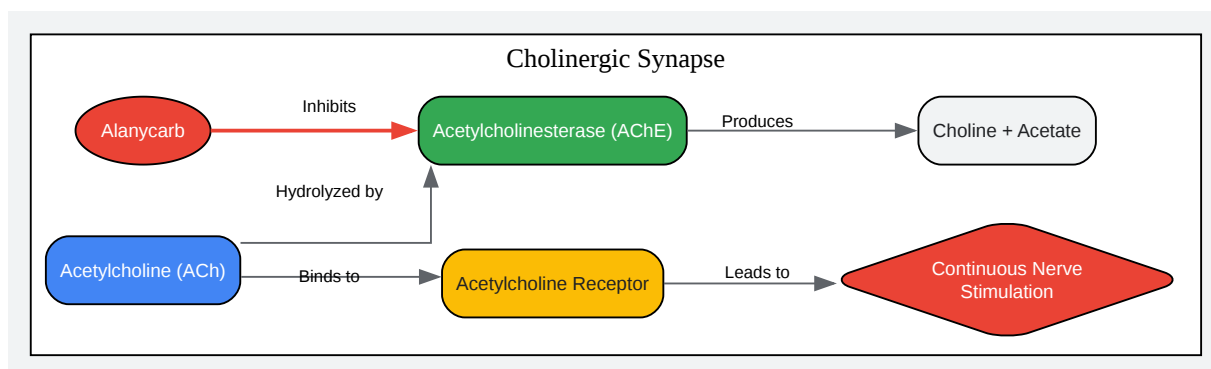 Cholinergic Synapse
Alanycarb
Inhibits
Acetylcholinesterase (AChE)
Produces
Choline + Acetate
Hydrolyzed by
Acetylcholine (ACh)
Binds to
Acetylcholine Receptor
Leads to
Continuous Nerve
Stimulation